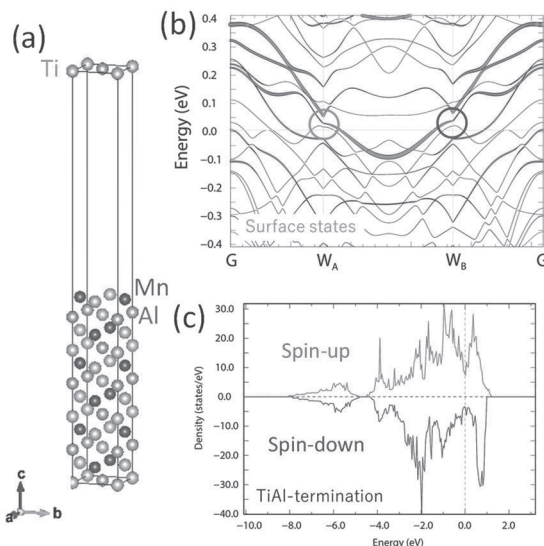 (a)
Ti
Mn
Al
c
a
b
(b)
Energy (eV)
0.4
0.3
0.2
0.1
0.0
-0.1
-0.2
-0.3
-0.4
Surface states
G
W_A
W_B
G
(c)
Density (states/eV)
30.0
20.0
10.0
0.0
-10.0
-20.0
-30.0
-40.0
Spin-up
Spin-down
TiAl-termination
-10.0 -8.0 -6.0 -4.0 -2.0 0.0 2.0
Energy (eV)